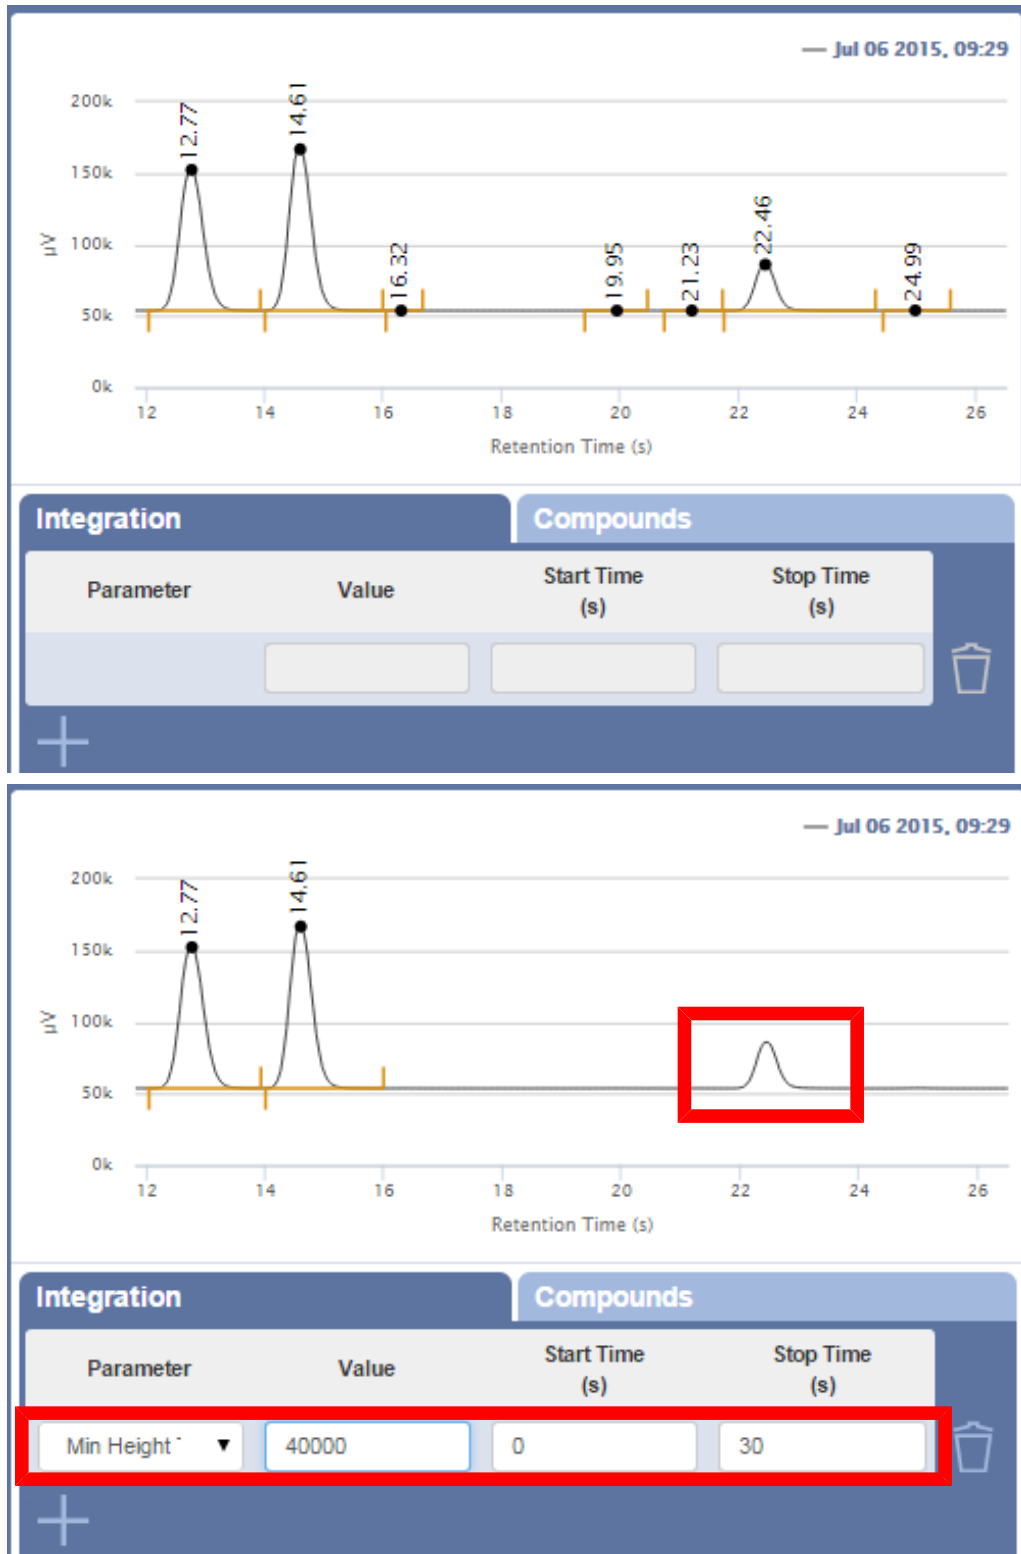 Jul 06 2015, 09:29
200k
150k
100k
50k
0k
μV
12.77
14.61
16.32
19.95
21.23
22.46
24.99
12 14 16 18 20 22 24 26
Retention Time (s)
Integration Compounds
Parameter Value Start Time (s) Stop Time (s)
Jul 06 2015, 09:29
200k
150k
100k
50k
0k
μV
12.77
14.61
12 14 16 18 20 22 24 26
Retention Time (s)
Integration Compounds
Parameter Value Start Time (s) Stop Time (s)
Min Height 40000 0 30